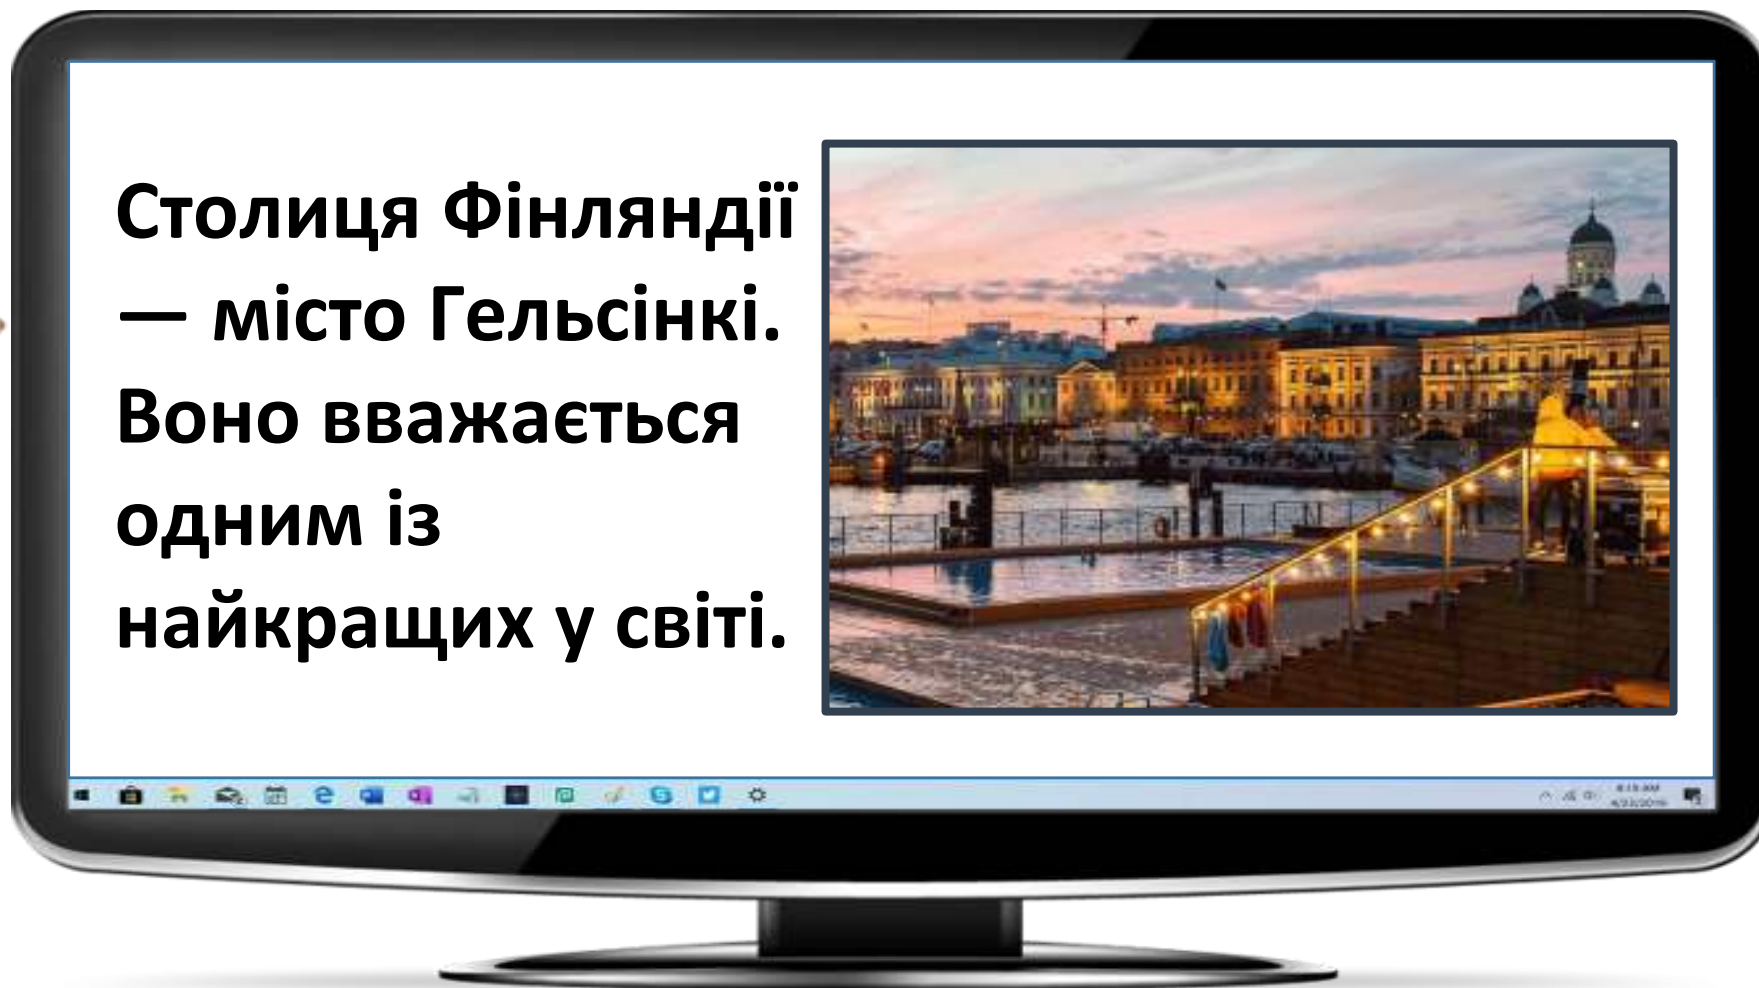 Столиця Фінляндії
— місто Гельсінкі.
Воно вважається
одним із
найкращих у світі.